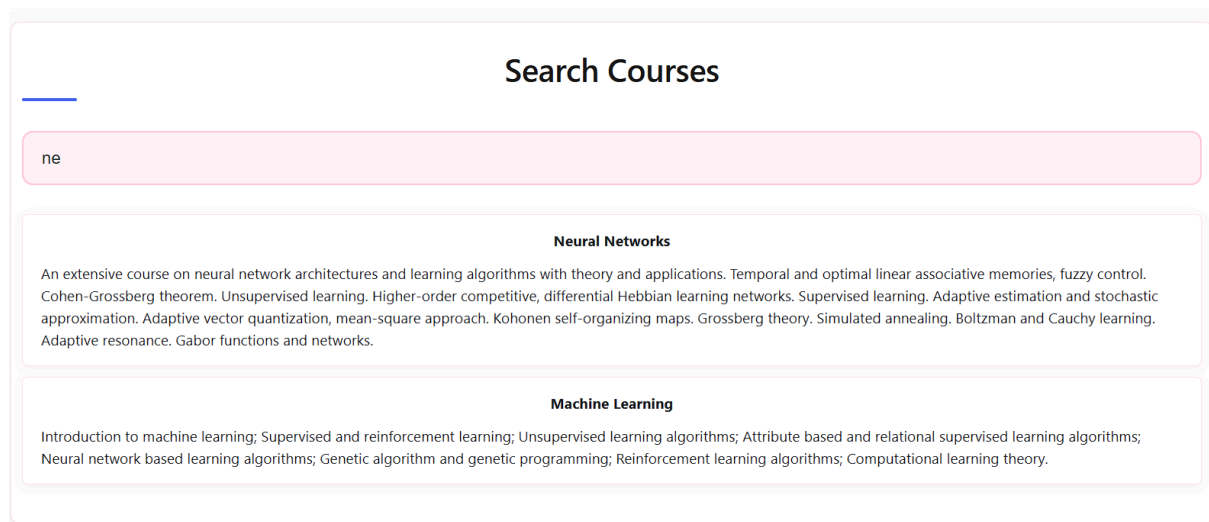 Search Courses
ne
Neural Networks
An extensive course on neural network architectures and learning algorithms with theory and applications. Temporal and optimal linear associative memories, fuzzy control.
Cohen-Grossberg theorem. Unsupervised learning. Higher-order competitive, differential Hebbian learning networks. Supervised learning. Adaptive estimation and stochastic
approximation. Adaptive vector quantization, mean-square approach. Kohonen self-organizing maps. Grossberg theory. Simulated annealing. Boltzman and Cauchy learning.
Adaptive resonance. Gabor functions and networks.
Machine Learning
Introduction to machine learning; Supervised and reinforcement learning; Unsupervised learning algorithms; Attribute based and relational supervised learning algorithms;
Neural network based learning algorithms; Genetic algorithm and genetic programming; Reinforcement learning algorithms; Computational learning theory.